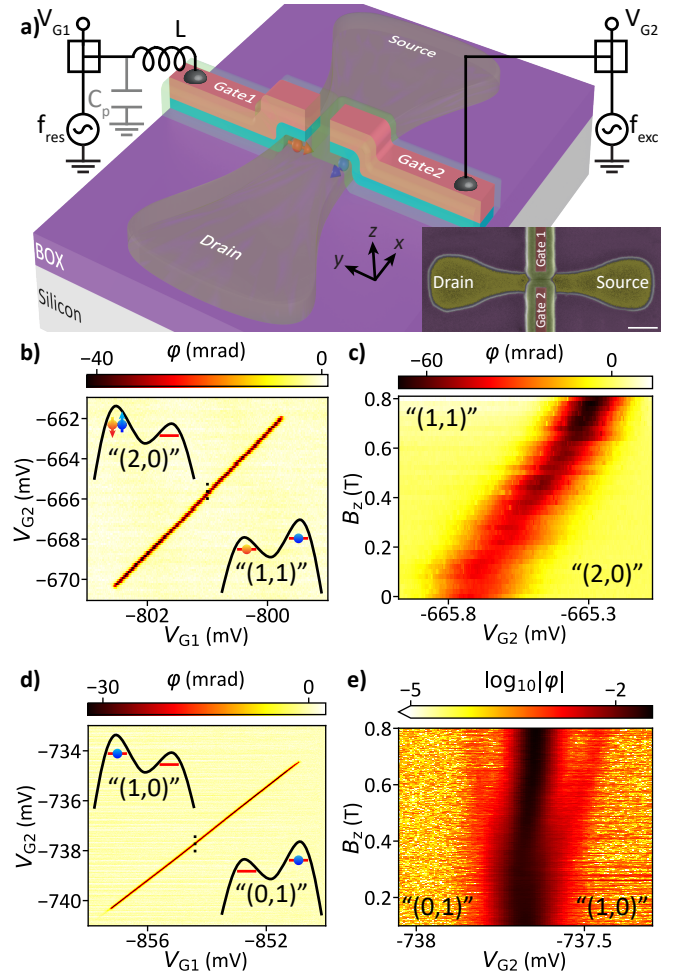 a)
V_G1
L
C_p
f_res
V_G2
f_exc
Source
Gate1
Gate2
Drain
z
x
y
BOX
Silicon
Gate 1
Drain
Source
Gate 2
b)
φ (mrad)
−40
0
V_G2 (mV)
−662
−664
−666
−668
−670
“(2,0)”
“(1,1)”
−802
−800
V_G1 (mV)
c)
φ (mrad)
−60
0
B_z (T)
0.8
0.6
0.4
0.2
0
“(1,1)”
“(2,0)”
-665.8
-665.3
V_G2 (mV)
d)
φ (mrad)
−30
0
V_G2 (mV)
−734
−736
−738
−740
“(1,0)”
“(0,1)”
−856
−852
V_G1 (mV)
e)
|log₁₀|φ|
−5
−2
B_z (T)
0.8
0.6
0.4
0.2
“(0,1)”
“(1,0)”
-738
-737.5
V_G2 (mV)